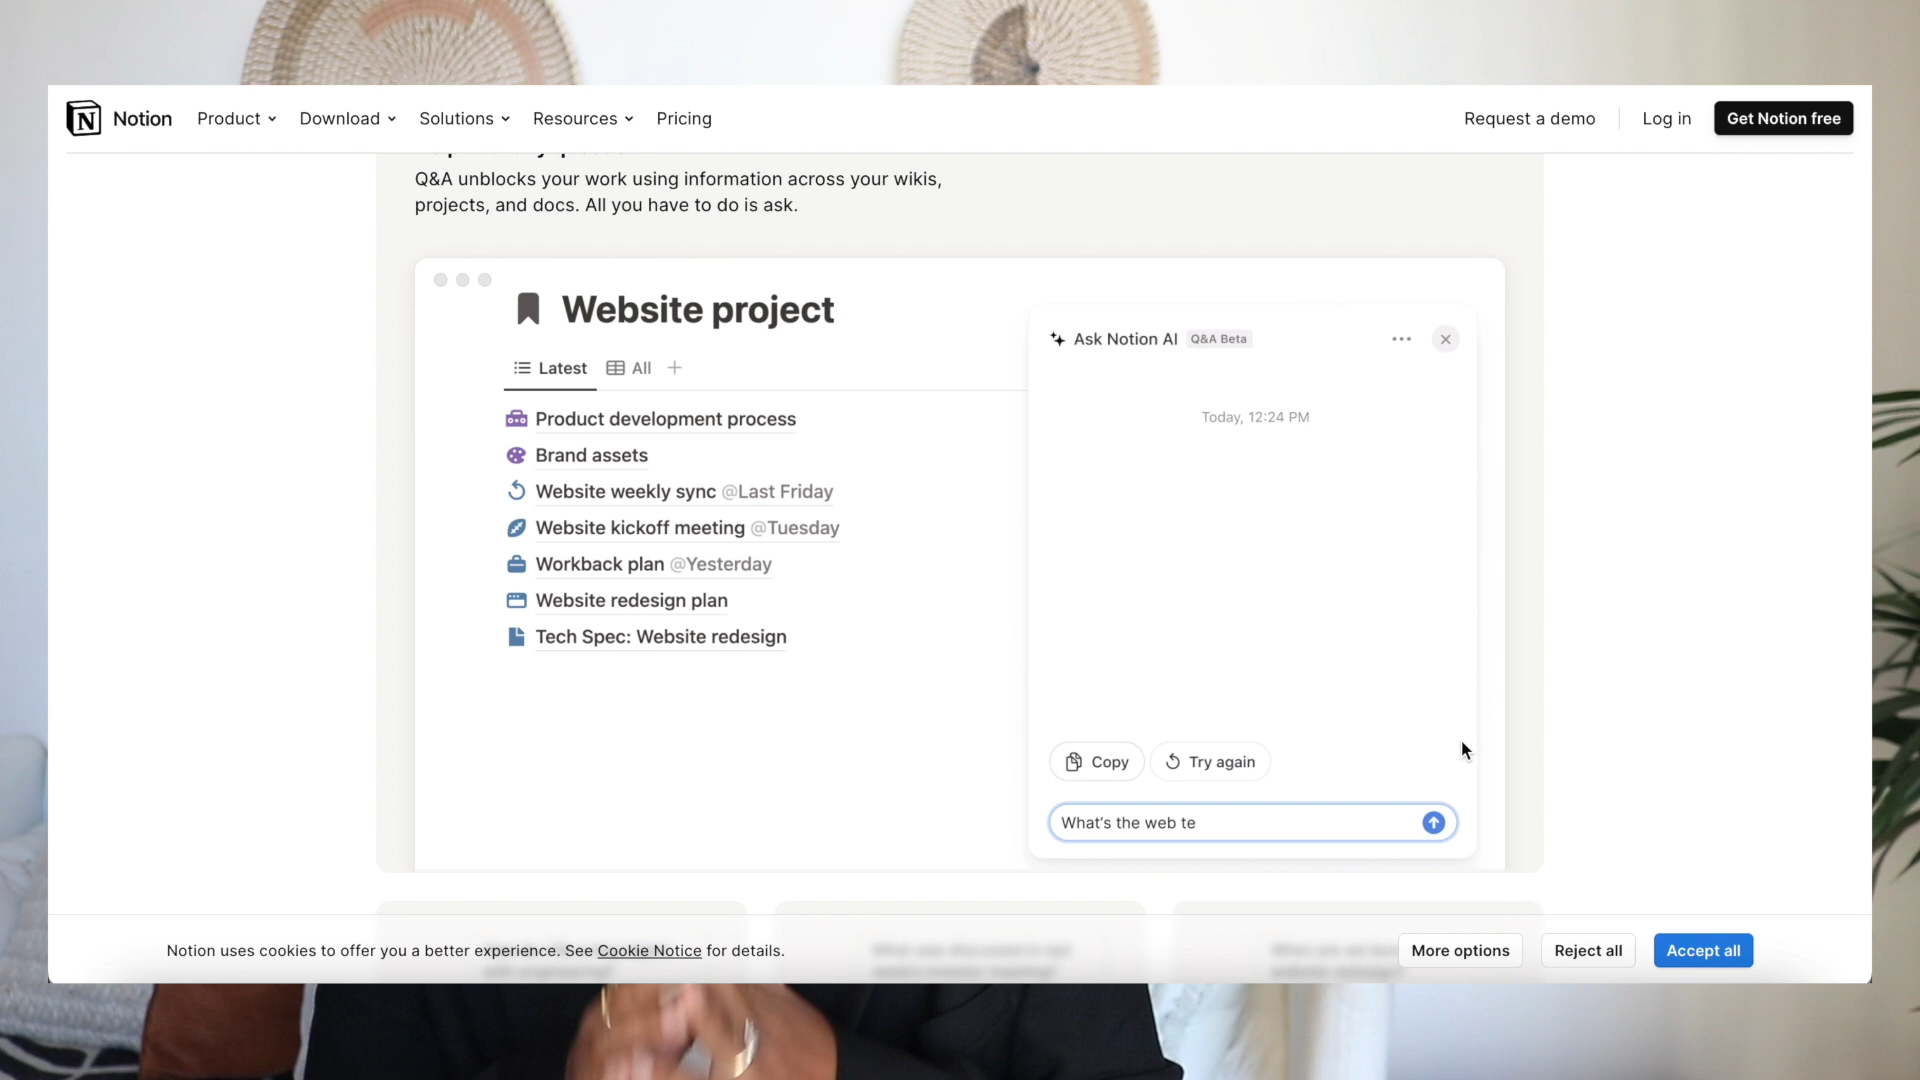 Notion Product Download Solutions Resources Pricing Request a demo Log in Get Notion free
Q&A unblocks your work using information across your wikis,
projects, and docs. All you have to do is ask.
Website project
Latest All
Product development process
Brand assets
Website weekly sync @Last Friday
Website kickoff meeting @Tuesday
Workback plan @Yesterday
Website redesign plan
Tech Spec: Website redesign
Ask Notion AI Q&A Beta
Today, 12:24 PM
Copy Try again
What's the web te
Notion uses cookies to offer you a better experience. See Cookie Notice for details.
More options Reject all Accept all